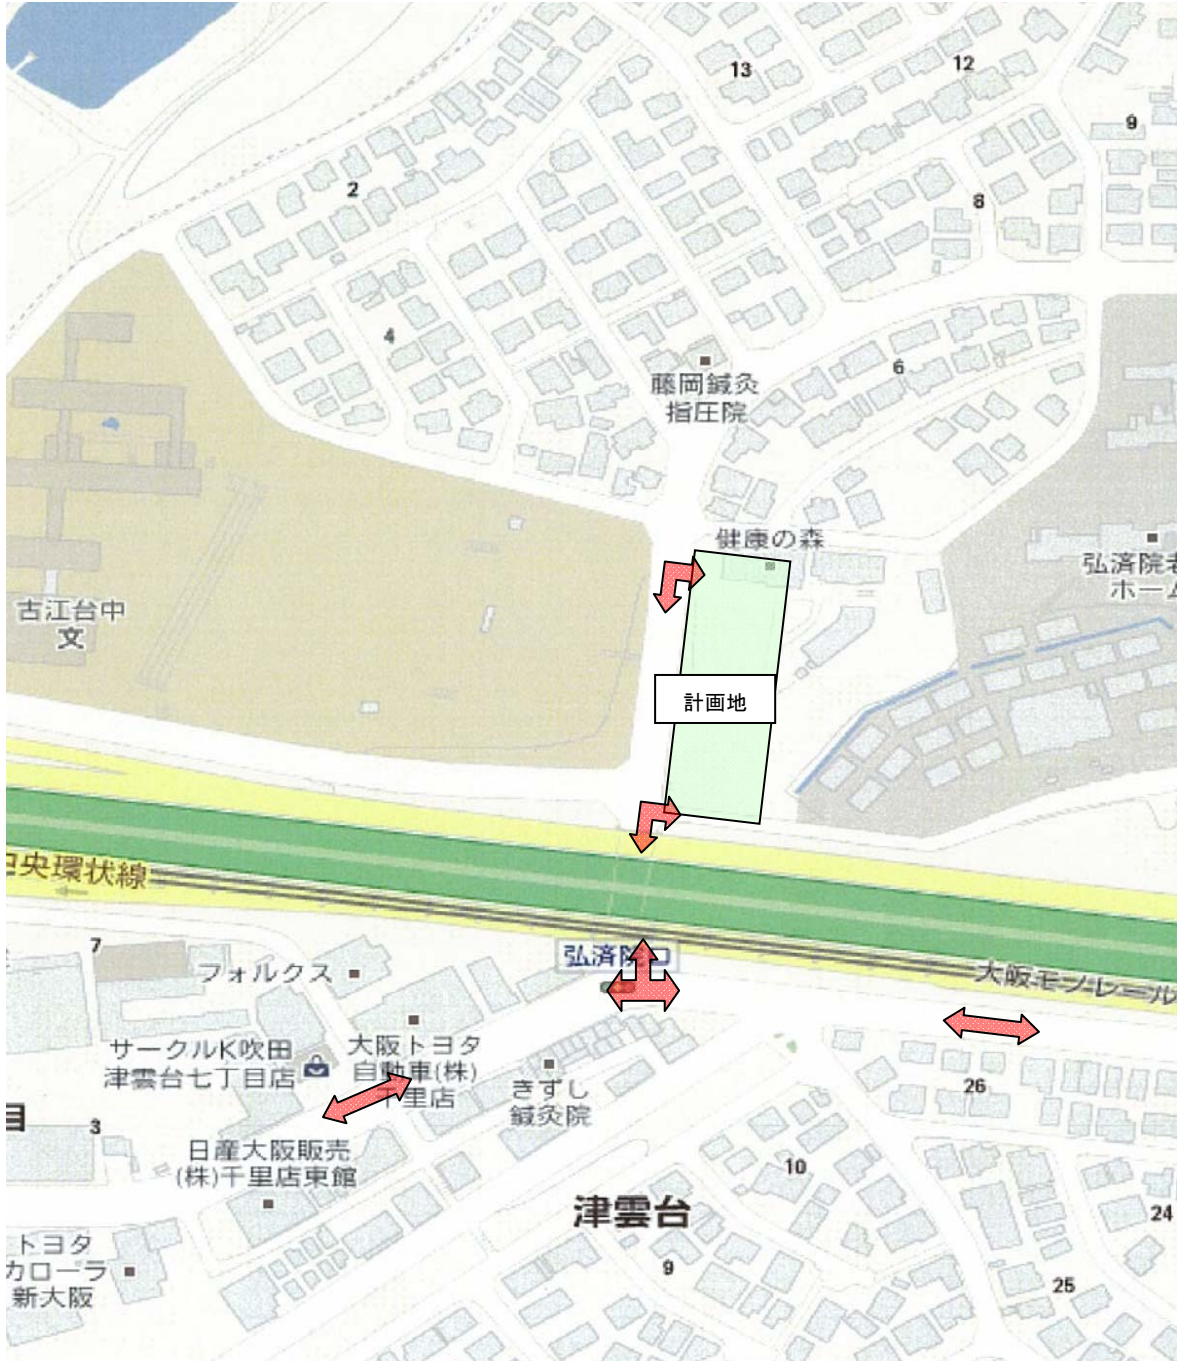 13
12
9
2
8
4
6
藤岡鍼灸
指圧院
健康の森
弘済院老
ホーム
古江台中
文
計画地
中央環状線
弘済院口
大阪モノレール
7
フォルクス
サークルK吹田
津雲台七丁目店
大阪トヨタ
自動車(株)
千里店
きずし
鍼灸院
26
目
3
日産大阪販売
(株)千里店東館
10
津雲台
24
トヨタ
カローラ
新大阪
9
25